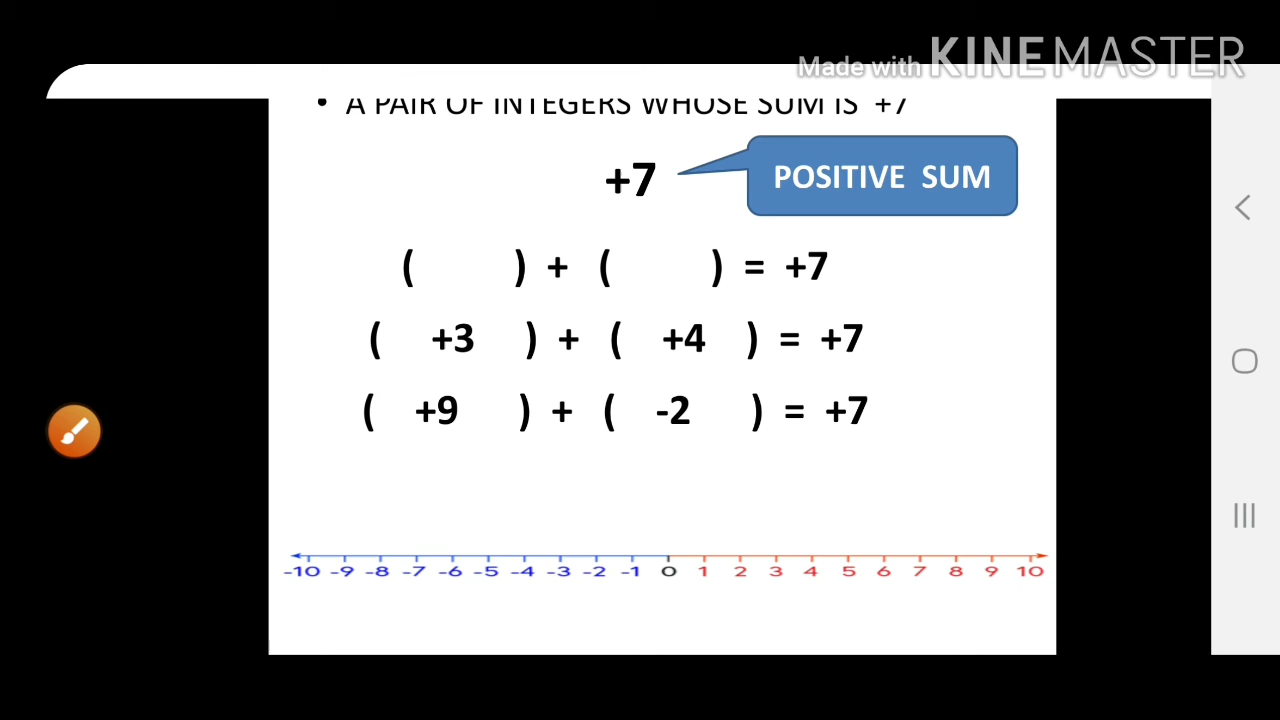 Made with KINEMASTER
• A PAIR OF INTEGERS WHOSE SUM IS +7
+7
POSITIVE SUM
( ) + ( ) = +7
( +3 ) + ( +4 ) = +7
( +9 ) + ( -2 ) = +7
-10 -9 -8 -7 -6 -5 -4 -3 -2 -1 0 1 2 3 4 5 6 7 8 9 10